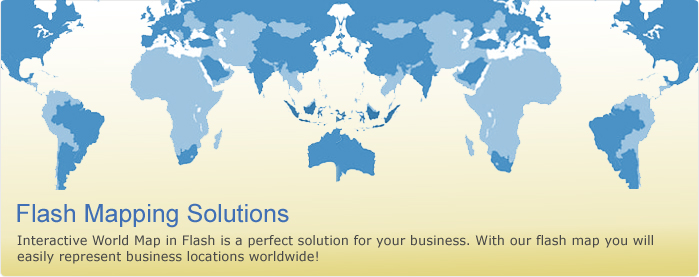 Flash Mapping Solutions
Interactive World Map in Flash is a perfect solution for your business. With our flash map you will
easily represent business locations worldwide!